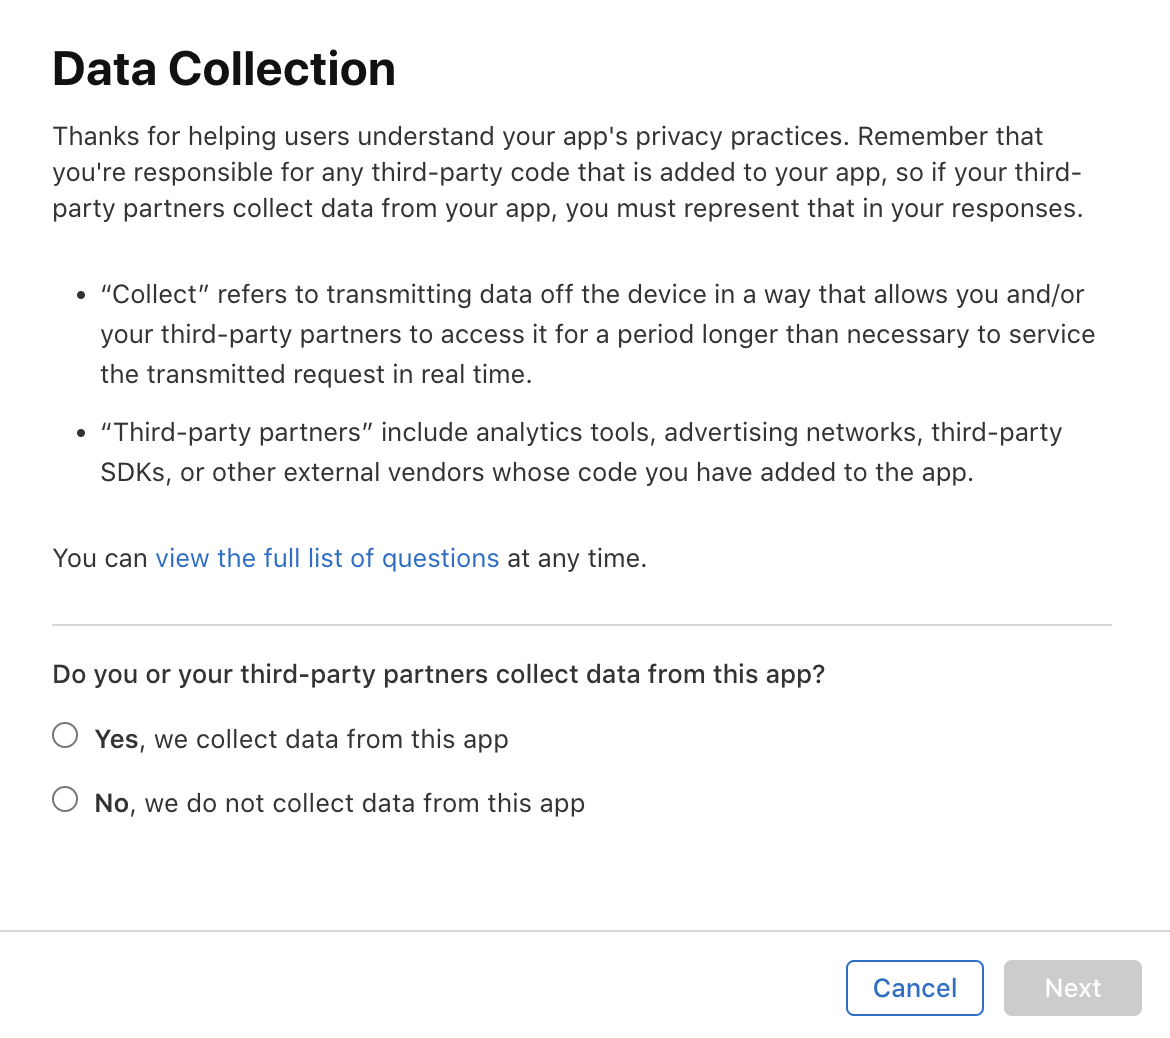 Data Collection
Thanks for helping users understand your app's privacy practices. Remember that
you're responsible for any third-party code that is added to your app, so if your third-
party partners collect data from your app, you must represent that in your responses.
• “Collect” refers to transmitting data off the device in a way that allows you and/or
your third-party partners to access it for a period longer than necessary to service
the transmitted request in real time.
• “Third-party partners” include analytics tools, advertising networks, third-party
SDKs, or other external vendors whose code you have added to the app.
You can view the full list of questions at any time.
Do you or your third-party partners collect data from this app?
Yes, we collect data from this app
No, we do not collect data from this app
Cancel Next